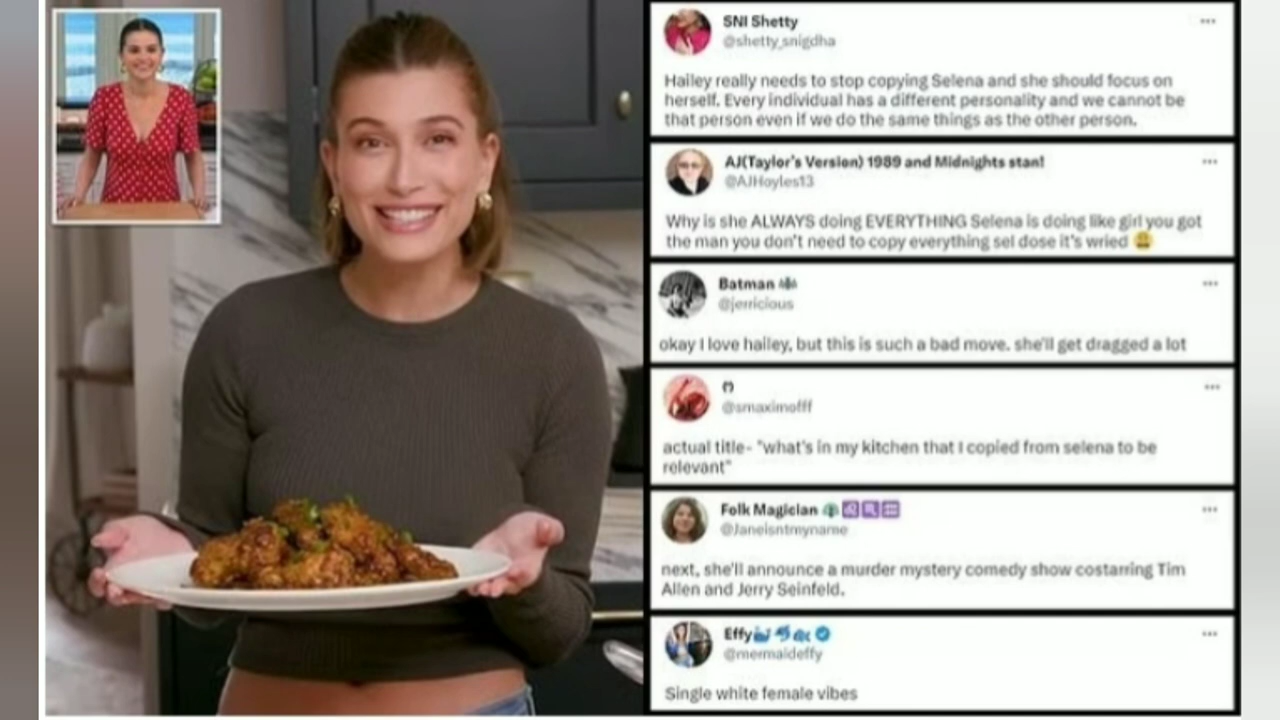 SNI Shetty
@shetty_snigdha
Hailey really needs to stop copying Selena and she should focus on
herself. Every individual has a different personality and we cannot be
that person even if we do the same things as the other person.
AJ(Taylor's Version) 1989 and Midnights stan!
@AJHoyles13
Why is she ALWAYS doing EVERYTHING Selena is doing like girl you got
the man you don't need to copy everything sel dose it's wried 😩
Batman
@jerricious
okay I love hailey, but this is such a bad move. she'll get dragged a lot
@smaximofff
actual title- "what's in my kitchen that I copied from selena to be
relevant"
Folk Magician
@Janeisntmyname
next, she'll announce a murder mystery comedy show costarring Tim
Allen and Jerry Seinfeld.
Effy
@mermaideffy
Single white female vibes